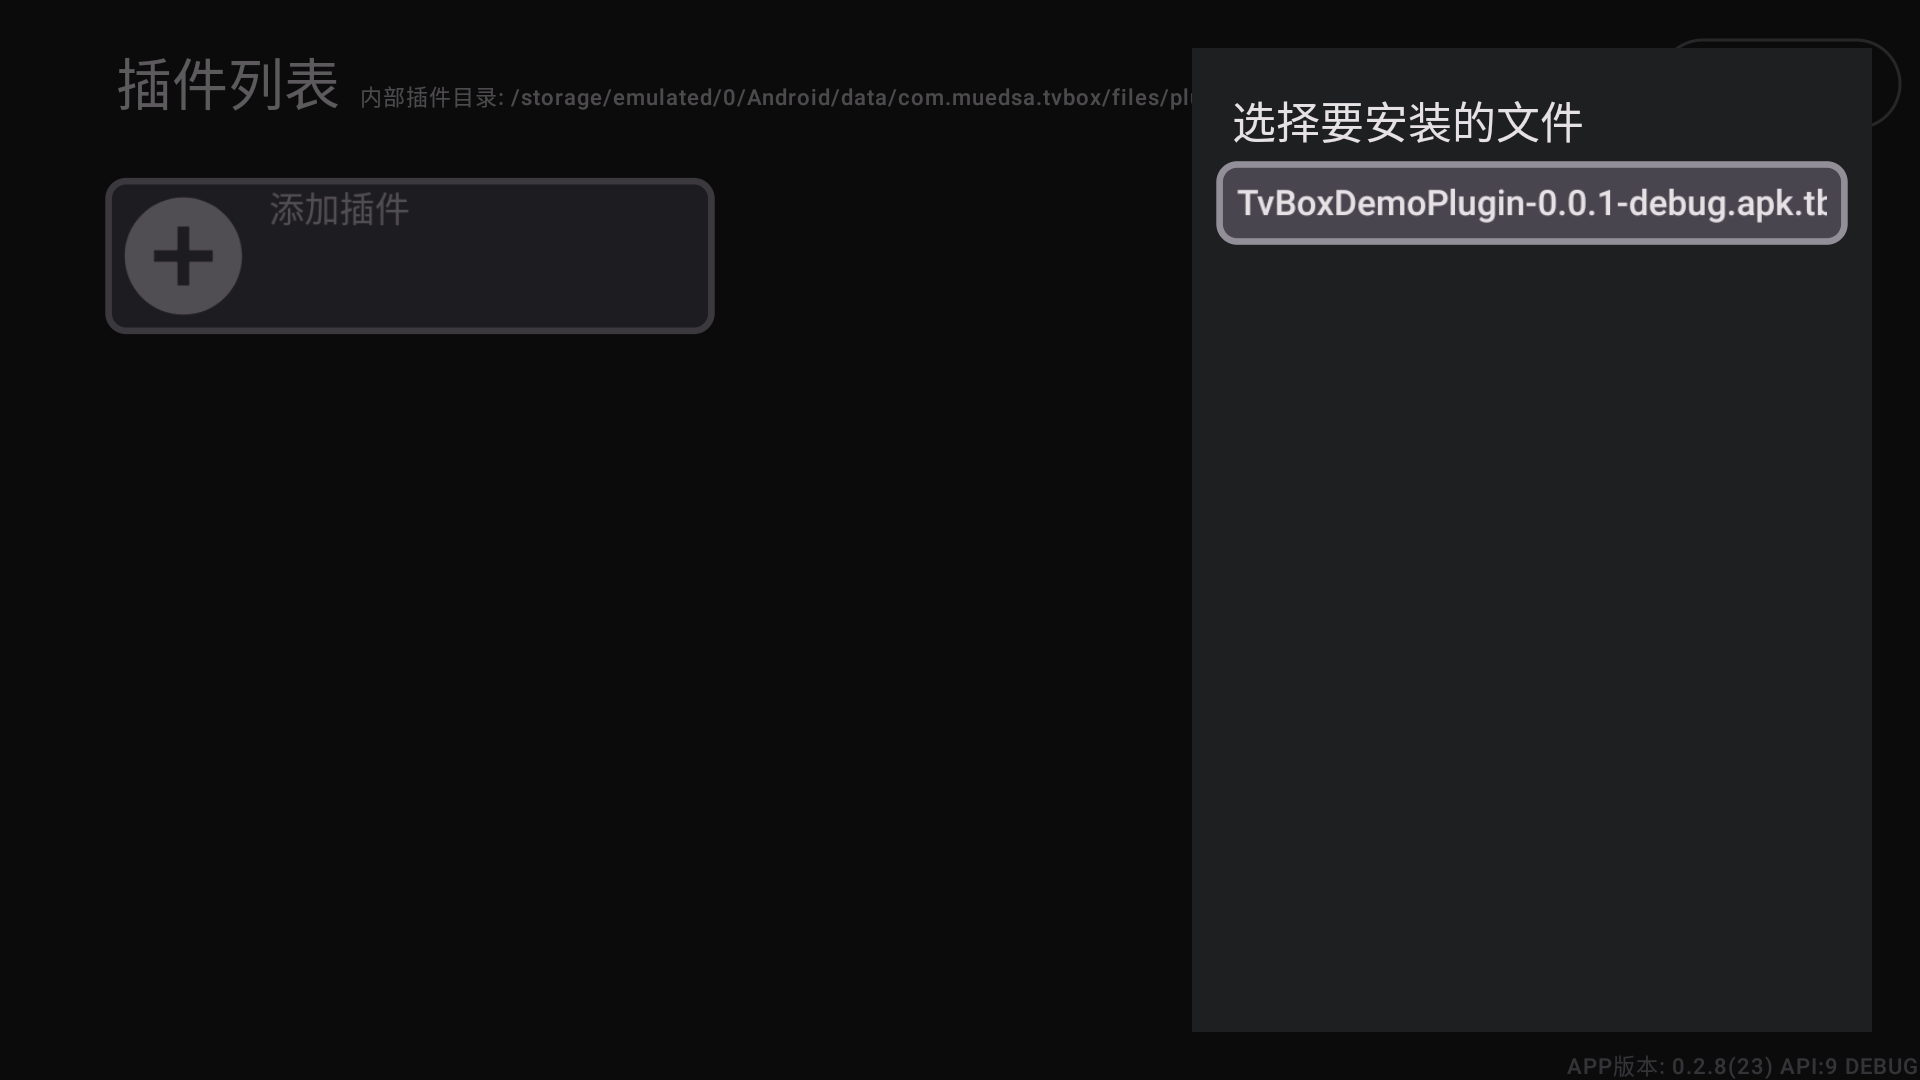 插件列表
内部插件目录: /storage/emulated/0/Android/data/com.muedsa.tvbox/files/pl
添加插件
选择要安装的文件
TvBoxDemoPlugin-0.0.1-debug.apk.t
APP版本: 0.2.8(23) API:9 DEBUG